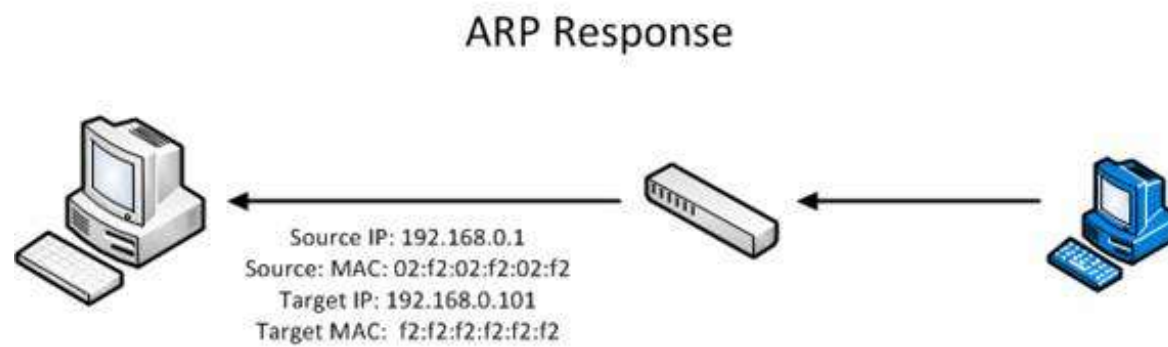 ARP Response
Source IP: 192.168.0.1
Source: MAC: 02:f2:02:f2:02:f2
Target IP: 192.168.0.101
Target MAC: f2:f2:f2:f2:f2:f2